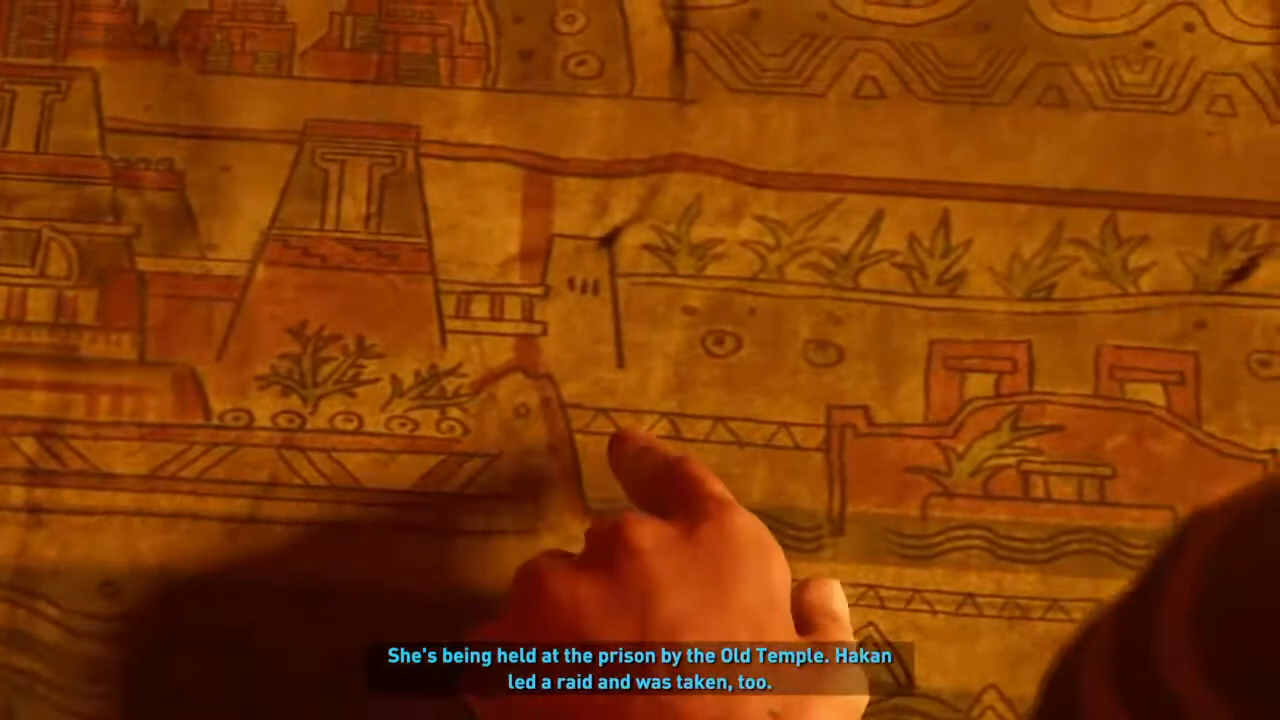 She's being held at the prison by the Old Temple. Hakan
led a raid and was taken, too.